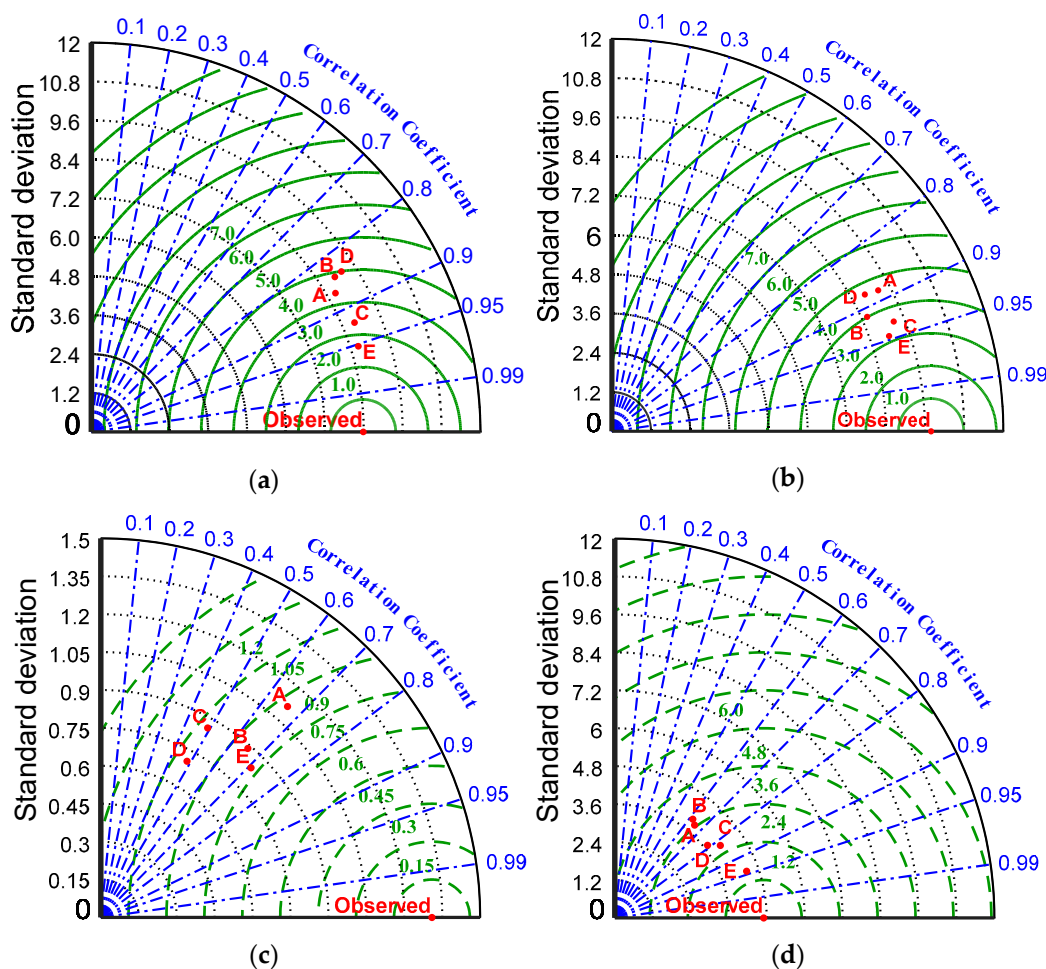 0.1 0.2 0.3 0.4 0.5 0.6 0.7 0.8 0.9 0.95 0.99
Correlation Coefficient
Standard deviation
12
10.8
9.6
8.4
7.2
6.0
4.8
3.6
2.4
1.2
0
7.0
6.0
5.0
4.0
3.0
2.0
1.0
B D
A
C
E
Observed
(a)
0.1 0.2 0.3 0.4 0.5 0.6 0.7 0.8 0.9 0.95 0.99
Correlation Coefficient
Standard deviation
12
10.8
9.6
8.4
7.2
6
4.8
3.6
2.4
1.2
0
7.0
6.0
5.0
4.0
3.0
2.0
1.0
D A
B C
E
Observed
(b)
0.1 0.2 0.3 0.4 0.5 0.6 0.7 0.8 0.9 0.95 0.99
Correlation Coefficient
Standard deviation
1.5
1.35
1.2
1.05
0.9
0.75
0.6
0.45
0.3
0.15
0
1.2
1.05
0.9
0.75
0.6
0.45
0.3
0.15
A
C B
D E
Observed
(c)
0.1 0.2 0.3 0.4 0.5 0.6 0.7 0.8 0.9 0.95 0.99
Correlation Coefficient
Standard deviation
12
10.8
9.6
8.4
7.2
6
4.8
3.6
2.4
1.2
0
6.0
4.8
3.6
2.4
1.2
B
A C
D E
Observed
(d)